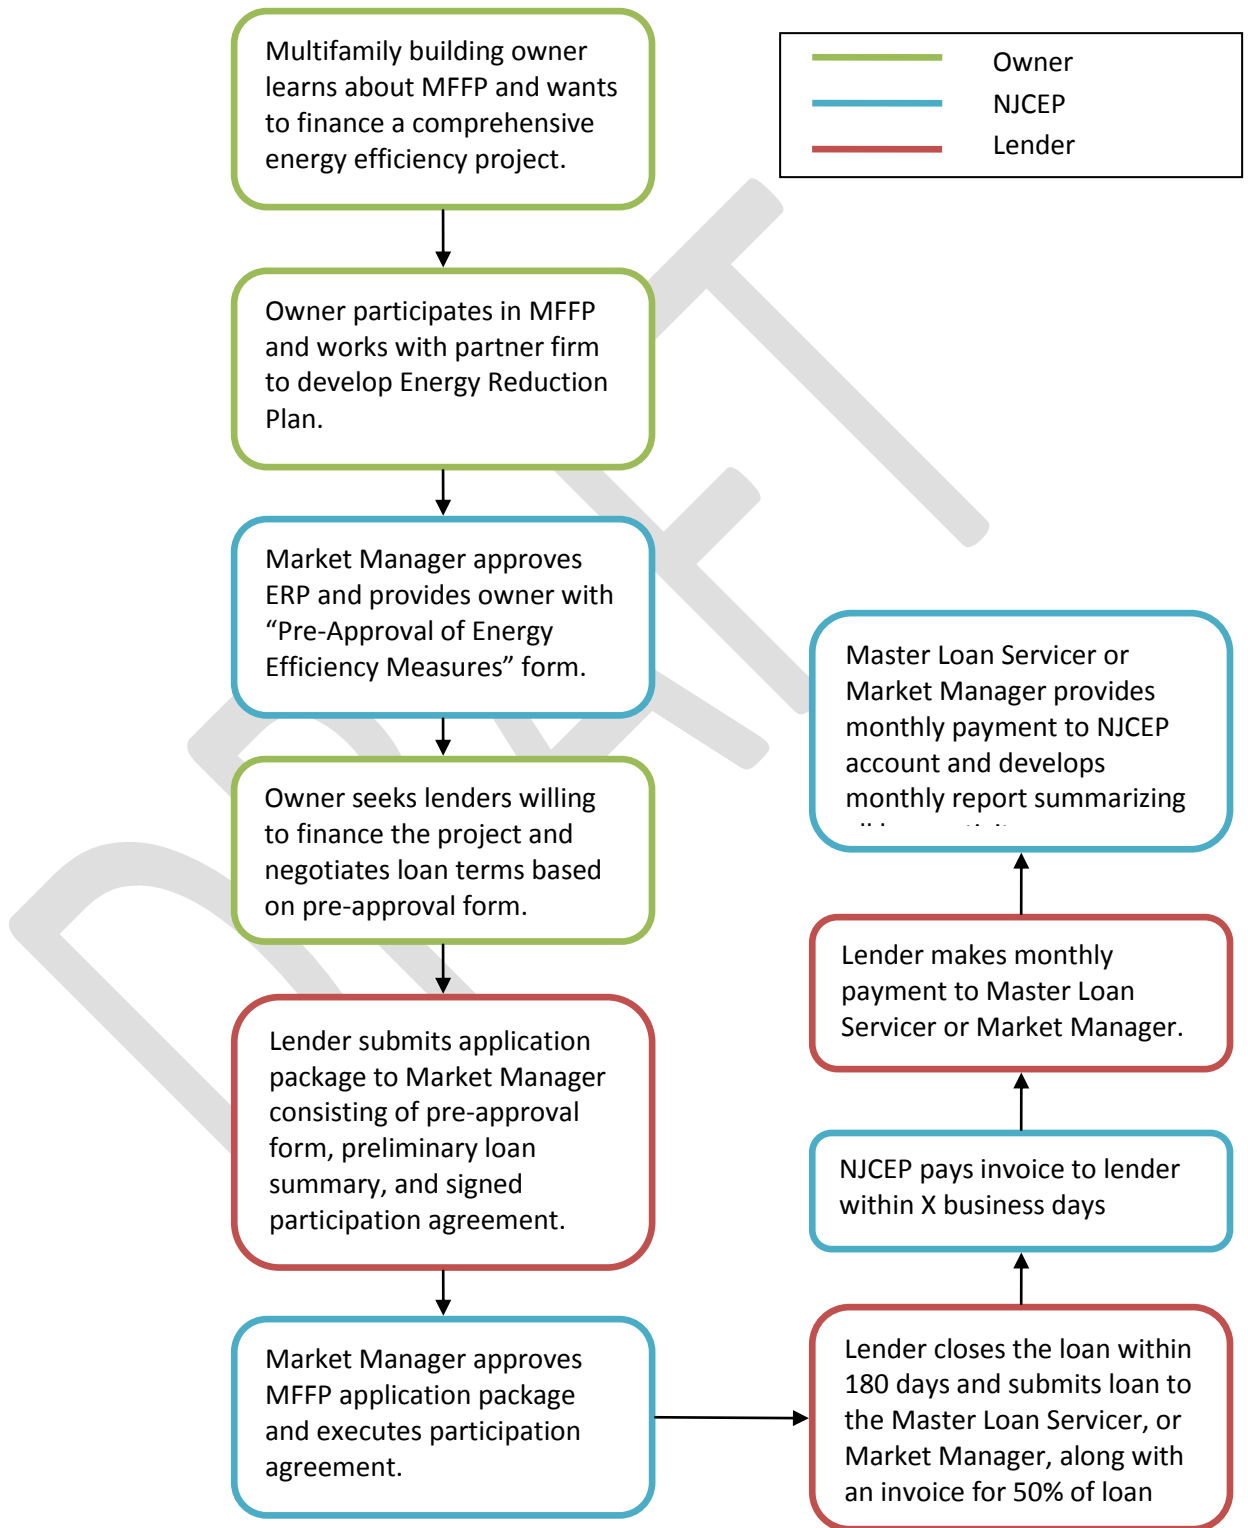 Multifamily building owner
learns about MFFP and wants
to finance a comprehensive
energy efficiency project.
Owner
NJCEP
Lender
Owner participates in MFFP
and works with partner firm
to develop Energy Reduction
Plan.
Market Manager approves
ERP and provides owner with
“Pre-Approval of Energy
Efficiency Measures” form.
Owner seeks lenders willing
to finance the project and
negotiates loan terms based
on pre-approval form.
Lender submits application
package to Market Manager
consisting of pre-approval
form, preliminary loan
summary, and signed
participation agreement.
Market Manager approves
MFFP application package
and executes participation
agreement.
Lender closes the loan within
180 days and submits loan to
the Master Loan Servicer, or
Market Manager, along with
an invoice for 50% of loan
NJCEP pays invoice to lender
within X business days
Lender makes monthly
payment to Master Loan
Servicer or Market Manager.
Master Loan Servicer or
Market Manager provides
monthly payment to NJCEP
account and develops
monthly report summarizing
DRAFT